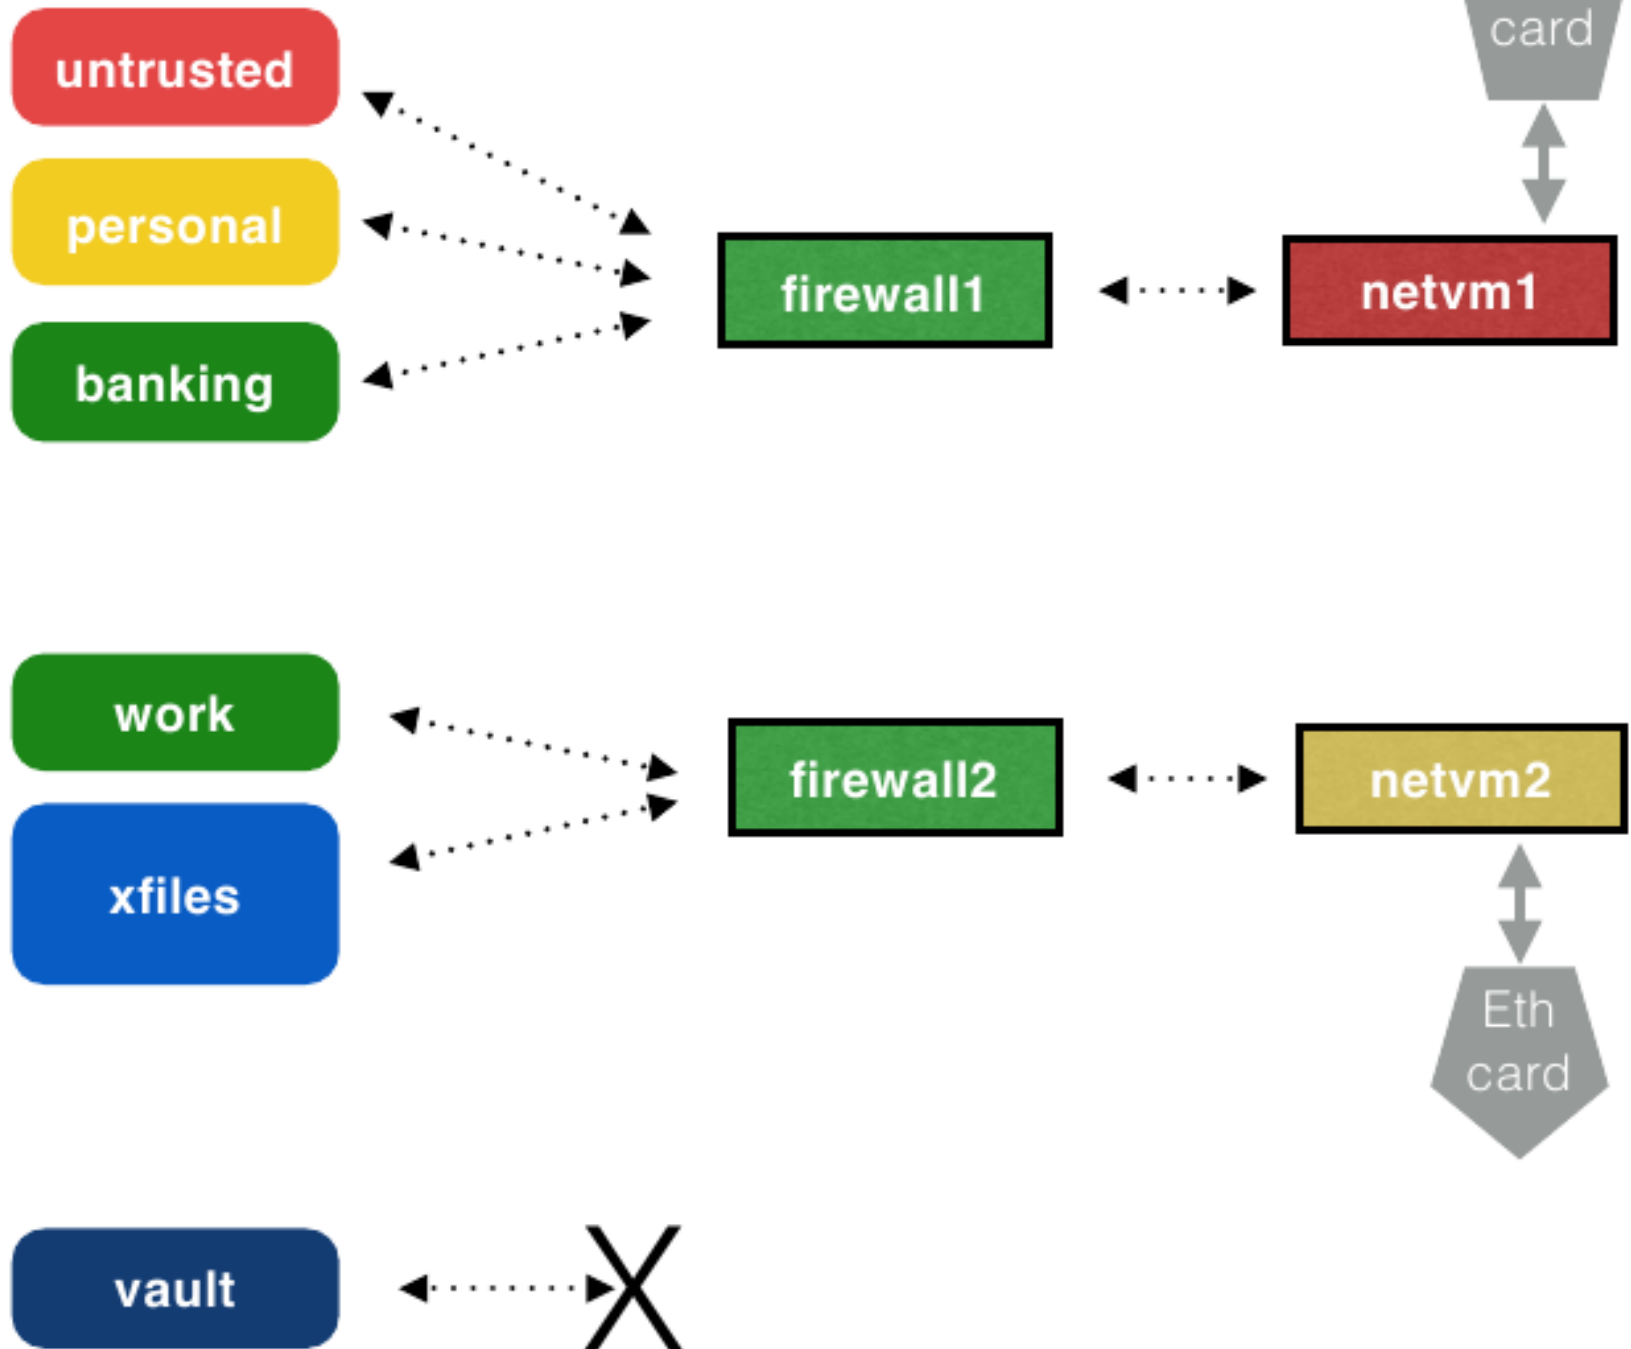 card
untrusted
personal
banking
firewall1
netvm1
work
xfiles
firewall2
netvm2
Eth
card
vault
X